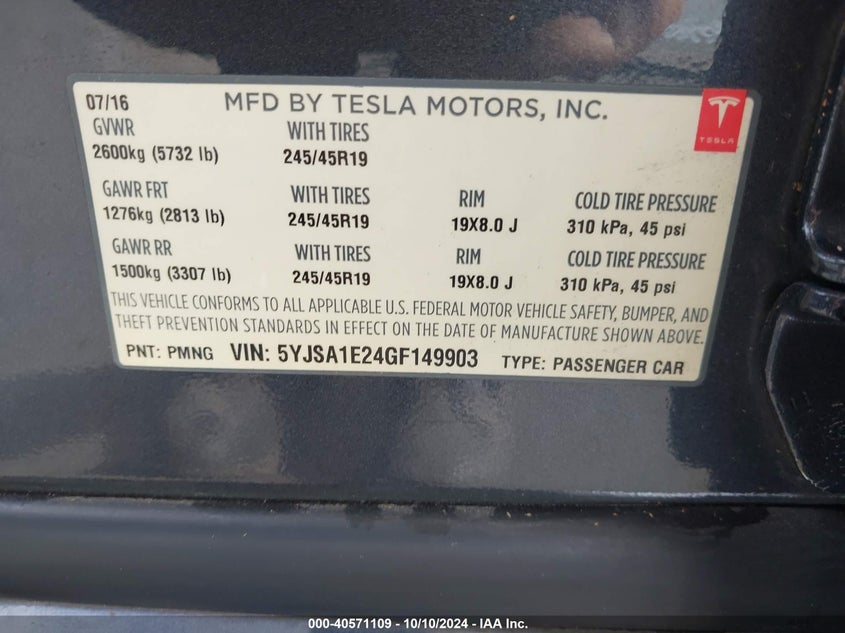 07/16 MFD BY TESLA MOTORS, INC.
TESLA
GVWR WITH TIRES
2600kg (5732 lb) 245/45R19
GAWR FRT WITH TIRES RIM COLD TIRE PRESSURE
1276kg (2813 lb) 245/45R19 19X8.0 J 310 kPa, 45 psi
GAWR RR WITH TIRES RIM COLD TIRE PRESSURE
1500kg (3307 lb) 245/45R19 19X8.0 J 310 kPa, 45 psi
THIS VEHICLE CONFORMS TO ALL APPLICABLE U.S. FEDERAL MOTOR VEHICLE SAFETY, BUMPER, AND
THEFT PREVENTION STANDARDS IN EFFECT ON THE DATE OF MANUFACTURE SHOWN ABOVE.
PNT: PMNG VIN: 5YJSA1E24GF149903 TYPE: PASSENGER CAR
000-40571109 - 10/10/2024 - IAA Inc.